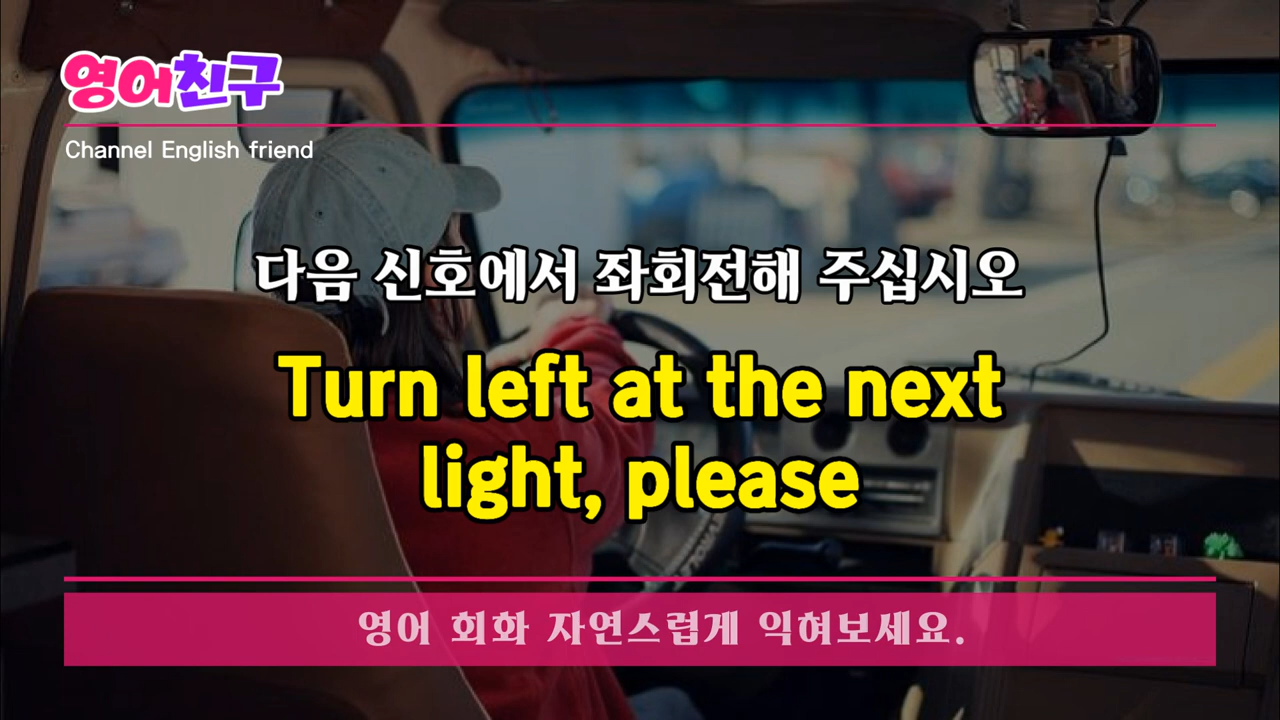 영어친구
Channel English friend
다음 신호에서 좌회전해 주십시오
Turn left at the next
light, please
영어 회화 자연스럽게 익혀보세요.